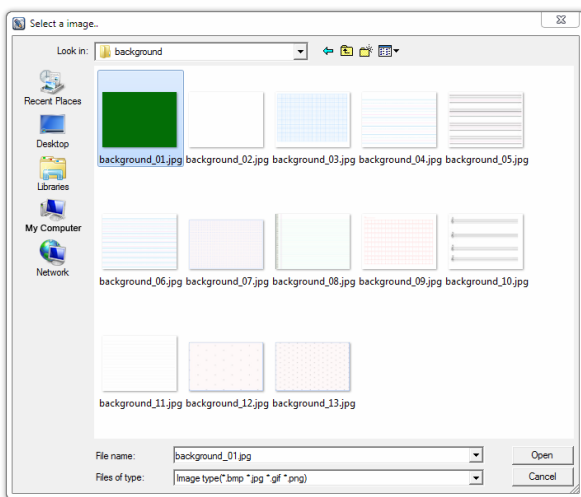 Select a image..
Look in: background
Recent Places
Desktop
Libraries
My Computer
Network
background_01.jpg background_02.jpg background_03.jpg background_04.jpg background_05.jpg
background_06.jpg background_07.jpg background_08.jpg background_09.jpg background_10.jpg
background_11.jpg background_12.jpg background_13.jpg
File name: background_01.jpg Open
Files of type: Image type(*.bmp *.jpg *.gif *.png) Cancel